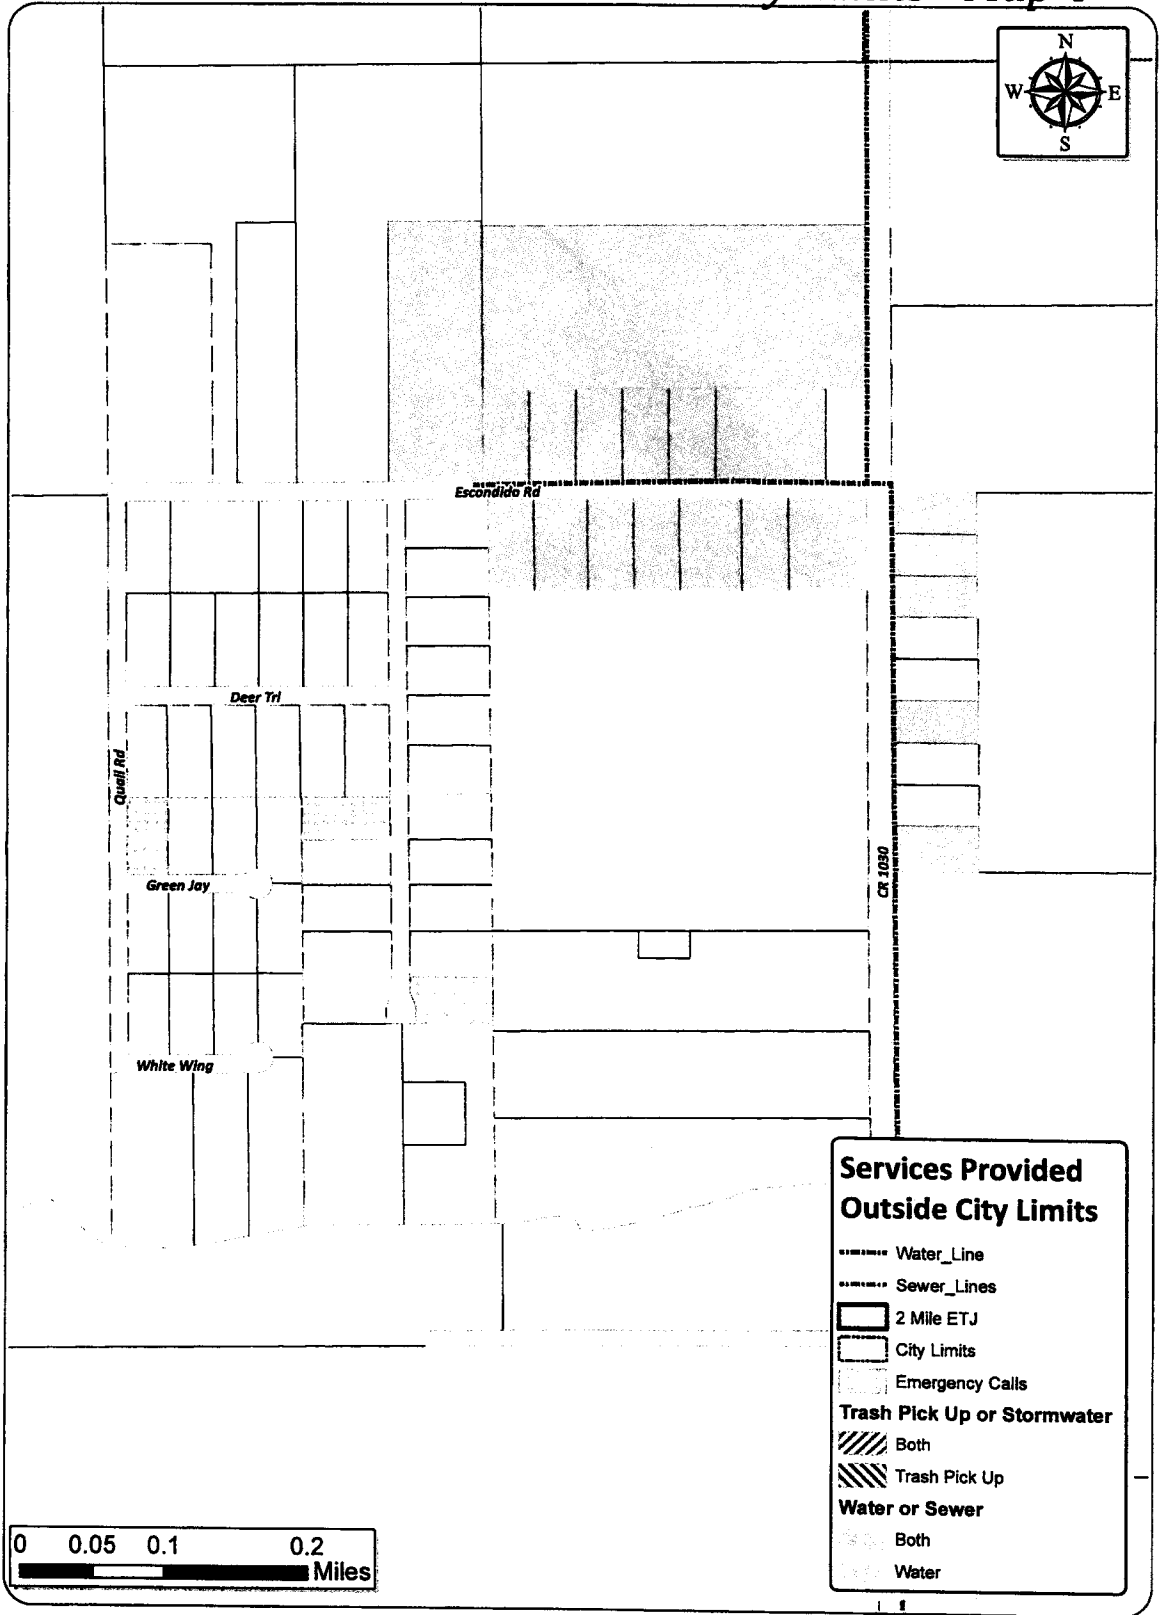 N
W E
S
Escondido Rd
Deer Trl
Quail Rd
Green Jay
CR 1030
White Wing
Services Provided
Outside City Limits
Water_Line
Sewer_Lines
2 Mile ETJ
City Limits
Emergency Calls
Trash Pick Up or Stormwater
Both
Trash Pick Up
Water or Sewer
Both
Water
0 0.05 0.1 0.2
Miles